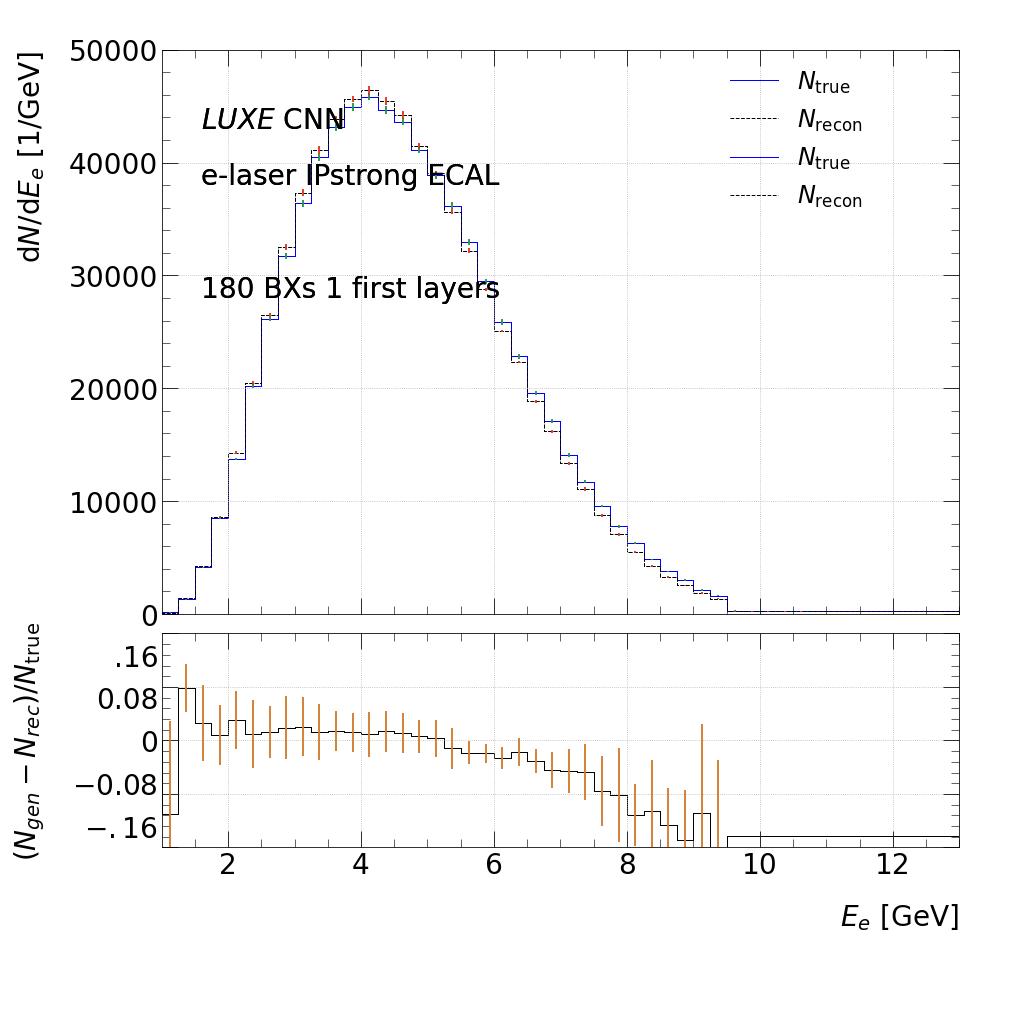 50000
40000
30000
20000
10000
0
dN/dE_e [1/GeV]
LUXE CNN
e-laser IPstrong ECAL
180 BXs 1 first layers
N_true
N_recon
N_true
N_recon
(N_gen − N_rec)/N_true
.16
0.08
0
−0.08
−.16
2 4 6 8 10 12
E_e [GeV]